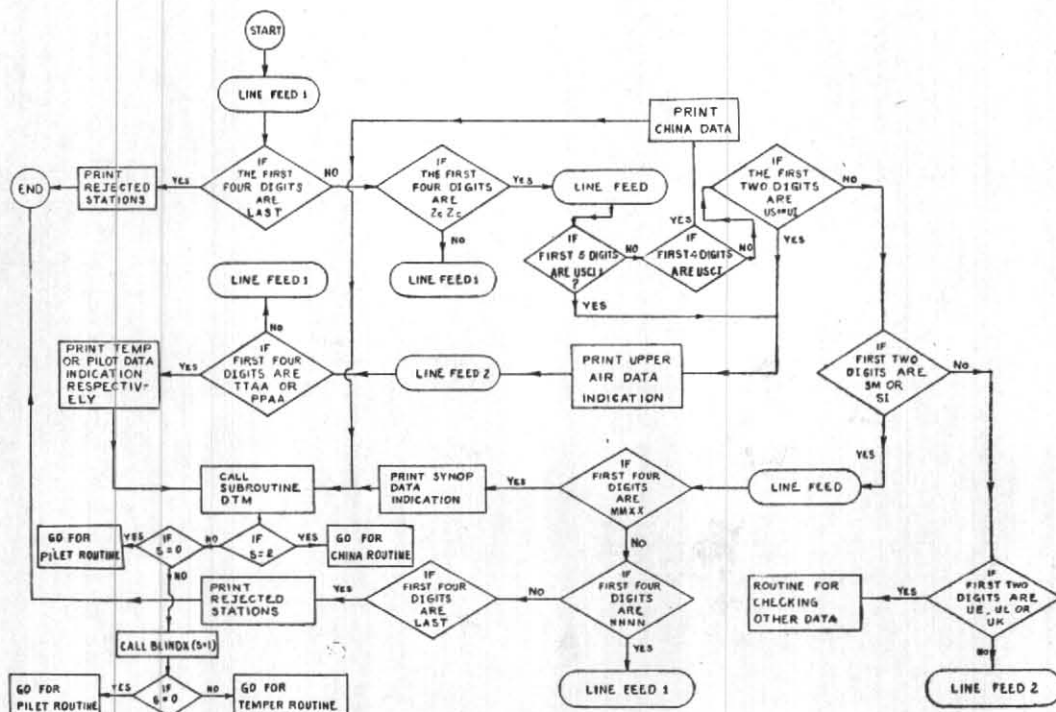 START
LINE FEED 1
IF
THE FIRST
FOUR DIGITS
ARE
LAST
YES
PRINT
REJECTED
STATIONS
END
NO
IF
THE FIRST
FOUR DIGITS
ARE
Zc Zc
YES
LINE FEED
NO
LINE FEED 1
IF
FIRST 5 DIGITS
ARE USCI 1
?
NO
YES
IF
FIRST 4 DIGITS
ARE USCI
YES
NO
PRINT
CHINA DATA
IF
THE FIRST
TWO DIGITS
ARE
US OR UI
NO
YES
LINE FEED 1
NO
IF
FIRST FOUR
DIGITS ARE
TTAA OR
PPAA
YES
PRINT TEMP
OR PILOT DATA
INDICATION
RESPECTIV-
ELY
LINE FEED 2
PRINT UPPER
AIR DATA
INDICATION
IF
FIRST TWO
DIGITS ARE
SM OR
SI
NO
YES
LINE FEED
IF
FIRST FOUR
DIGITS
ARE
MMXX
YES
NO
PRINT SYNOP
DATA
INDICATION
CALL
SUBROUTINE
DTM
GO FOR
PILET ROUTINE
YES
IF
S=0
NO
NO
IF
S=2
YES
GO FOR
CHINA ROUTINE
PRINT
REJECTED
STATIONS
YES
IF
FIRST FOUR
DIGITS
ARE
LAST
NO
IF
FIRST FOUR
DIGITS
ARE
NNNN
YES
LINE FEED 1
ROUTINE FOR
CHECKING
OTHER DATA
YES
IF
FIRST TWO
DIGITS ARE
UE, UL OR
UK
NO
LINE FEED 2
CALL BLINDX (S+1)
GO FOR
PILET ROUTINE
YES
IF
G=0
NO
GO FOR
TEMPER ROUTINE